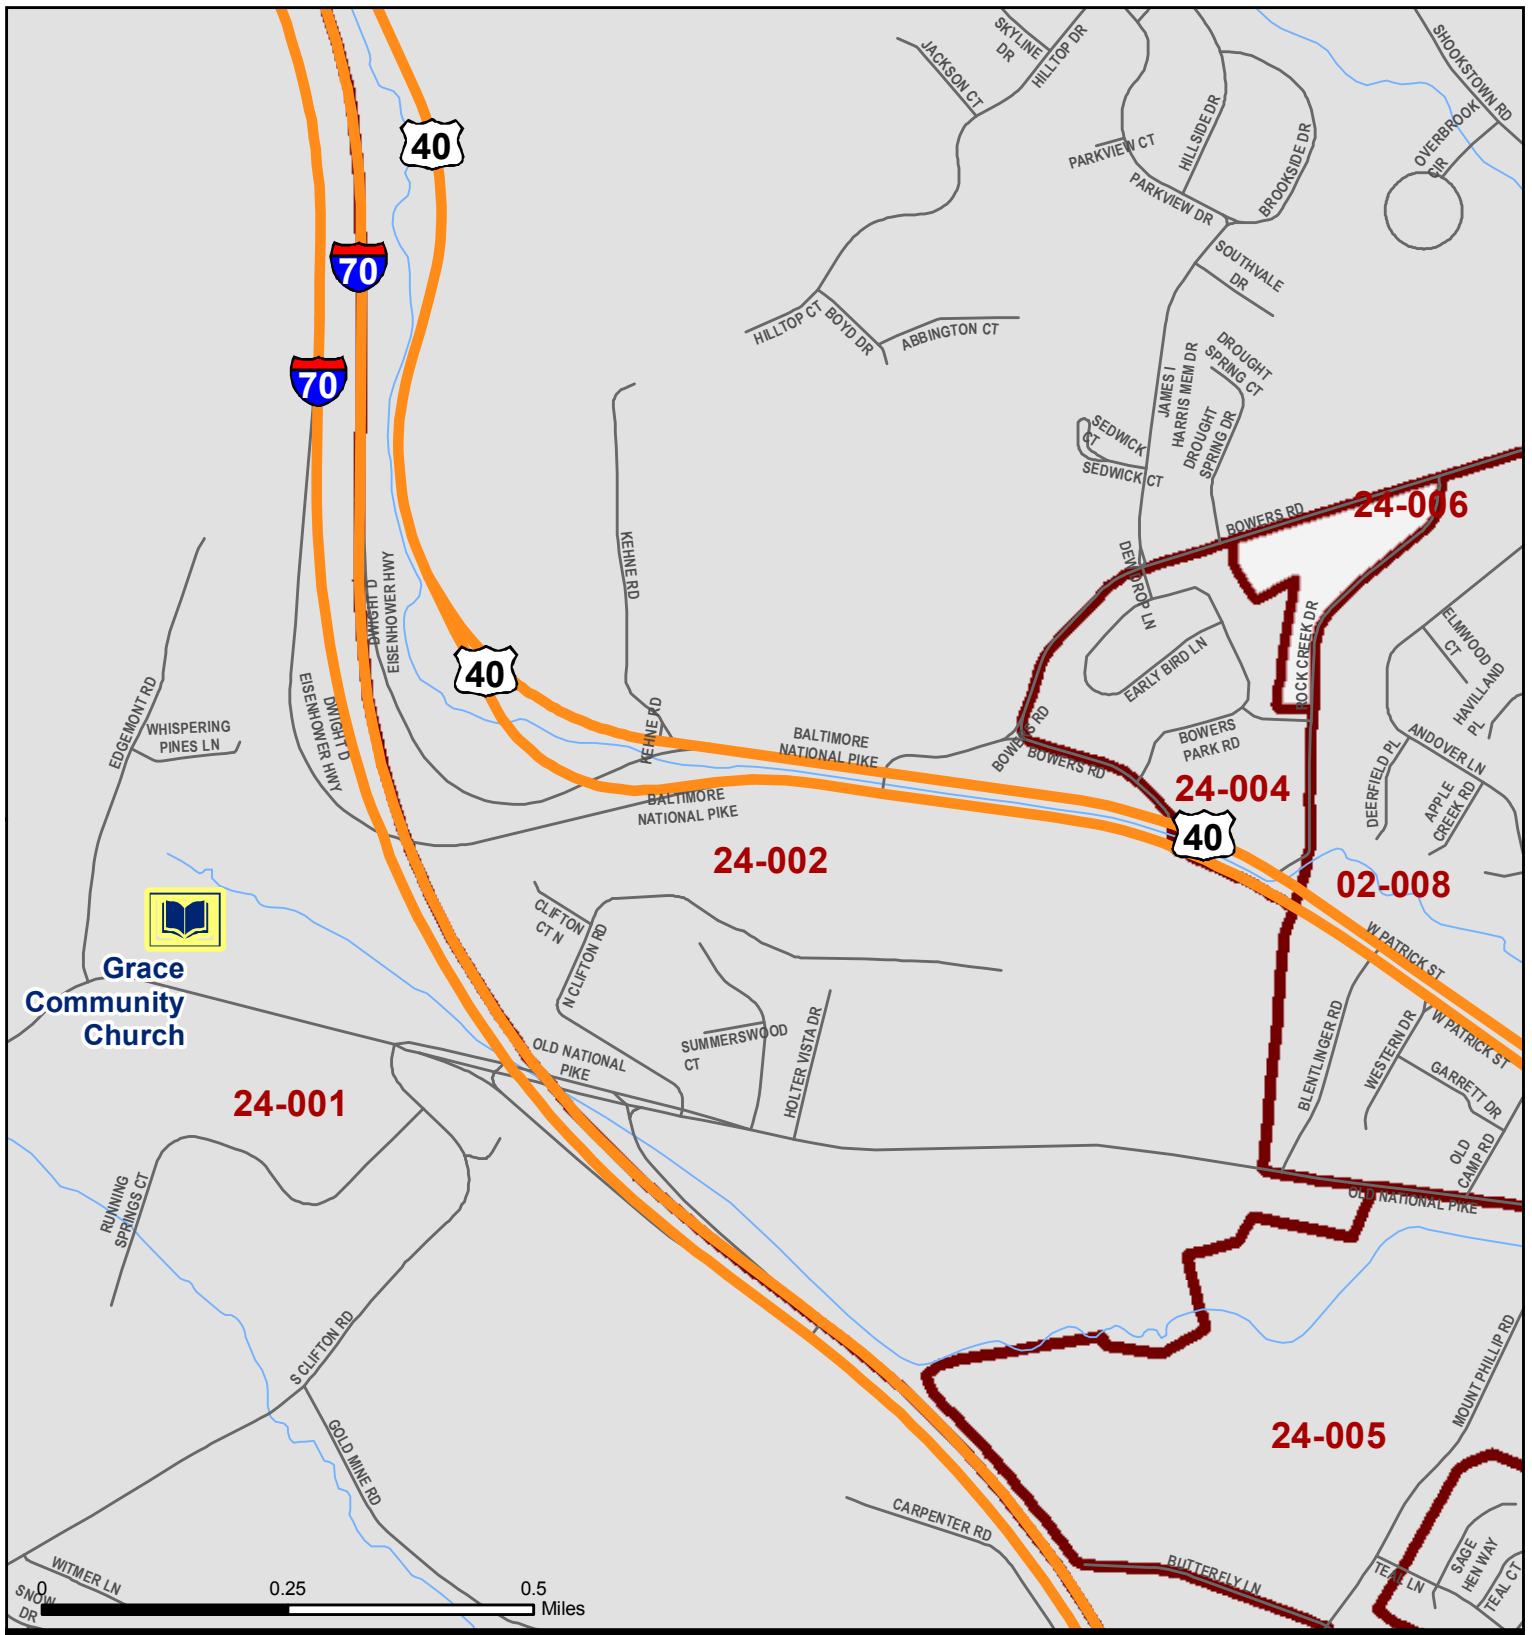 SKYLINE
DR
HILLTOP DR
JACKSON CT
SHOOKSTOWN RD
OVERBROOK
CIR
40
PARKVIEW CT
HILLSIDE DR
BROOKSIDE DR
PARKVIEW DR
SOUTHVALE
DR
70
HILLTOP CT
BOYD DR
ABBINGTON CT
70
JAMES I
HARRIS MEM DR
DROUGHT
SPRING CT
DROUGHT
SPRING DR
SEDWICK
CT
SEDWICK CT
BOWERS RD
24-006
KEHNE RD
DWIGHT D
EISENHOWER HWY
DEWDROP LN
EARLY BIRD LN
ROCK CREEK DR
ELMWOOD
CT
HAVILLAND
PL
40
EDGEMONT RD
WHISPERING
PINES LN
DWIGHT D
EISENHOWER HWY
KEHNE RD
BALTIMORE
NATIONAL PIKE
BOWERS RD
BOWERS RD
BOWERS
PARK RD
ANDOVER LN
DEERFIELD PL
APPLE
CREEK RD
24-004
BALTIMORE
NATIONAL PIKE
40
24-002
02-008
CLIFTON
CT N
N CLIFTON RD
W PATRICK ST
Grace
Community
Church
SUMMERSWOOD
CT
HOLTER VISTA DR
OLD NATIONAL
PIKE
BLENTLINGER RD
WESTERN DR
W PATRICK ST
GARRETT DR
24-001
OLD
CAMP RD
RUNNING
SPRINGS CT
OLD NATIONAL PIKE
S CLIFTON RD
MOUNT PHILLIP RD
24-005
GOLD MINE RD
CARPENTER RD
BUTTERFLY LN
TEAL LN
SAGE
HEN WAY
TEAL CT
WITMER LN
SNOW
DR
0
0.25
0.5
Miles